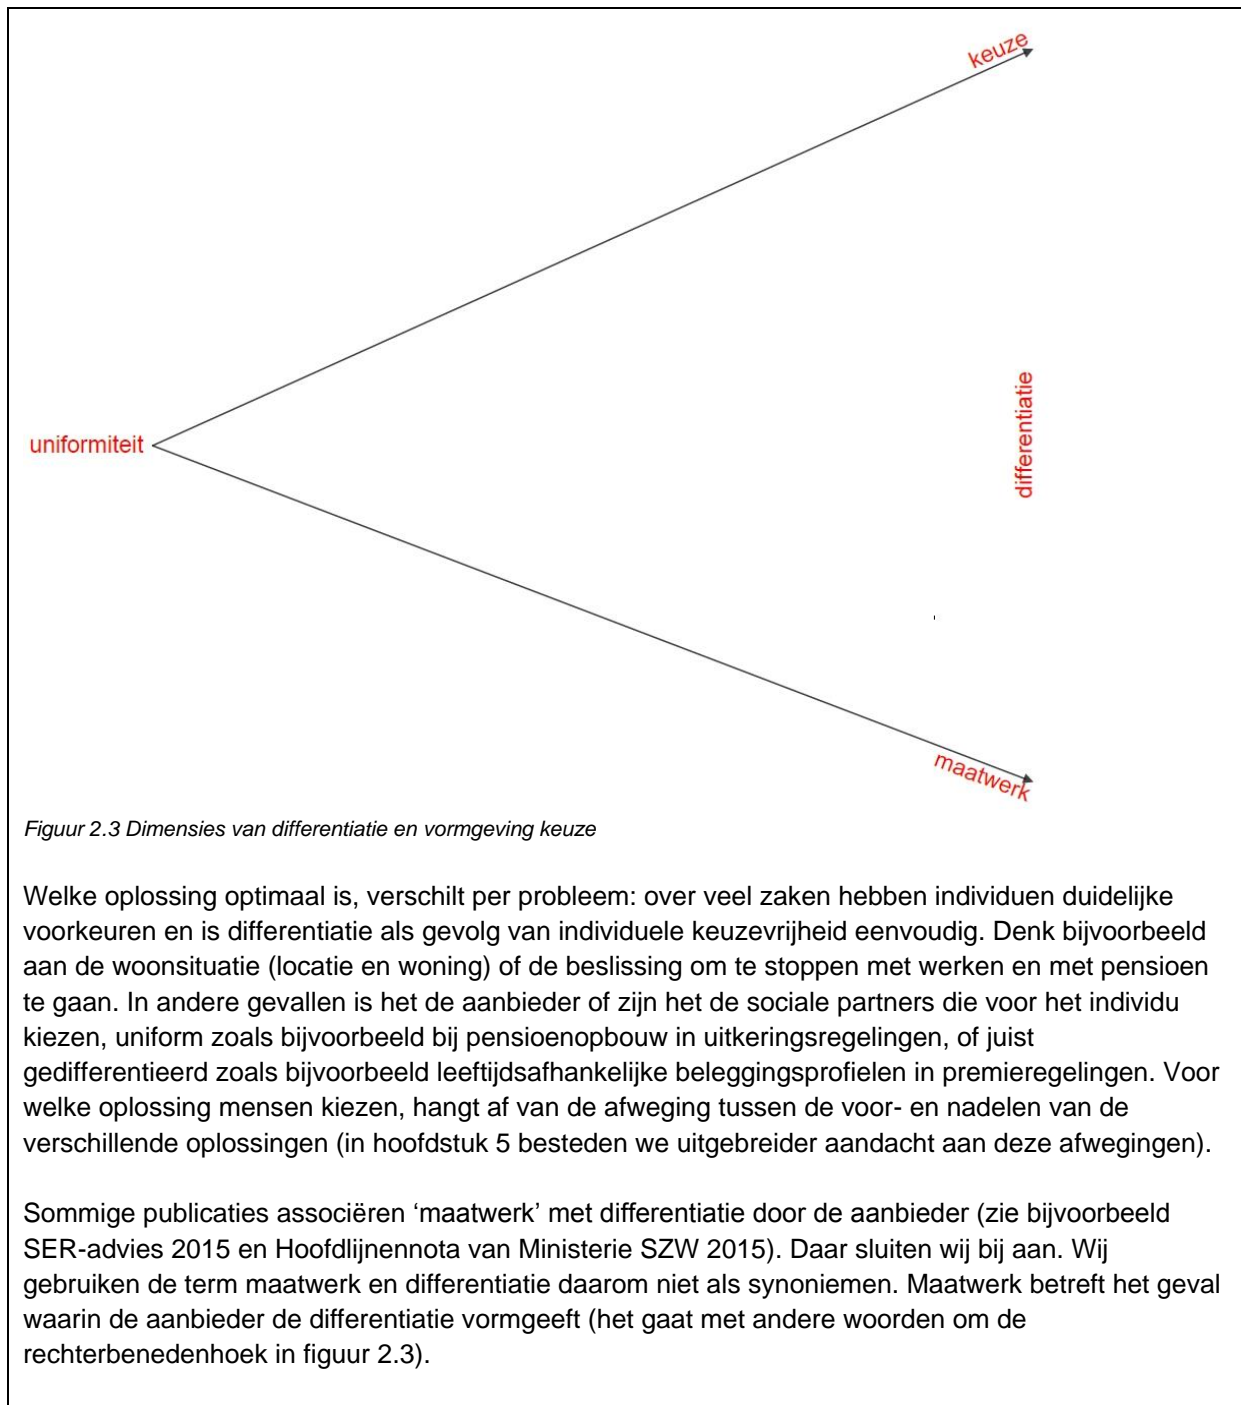 keuze
differentiatie
uniformiteit
maatwerk
Figuur 2.3 Dimensies van differentiatie en vormgeving keuze
Welke oplossing optimaal is, verschilt per probleem: over veel zaken hebben individuen duidelijke
voorkeuren en is differentiatie als gevolg van individuele keuzevrijheid eenvoudig. Denk bijvoorbeeld
aan de woonsituatie (locatie en woning) of de beslissing om te stoppen met werken en met pensioen
te gaan. In andere gevallen is het de aanbieder of zijn het de sociale partners die voor het individu
kiezen, uniform zoals bijvoorbeeld bij pensioenopbouw in uitkeringsregelingen, of juist
gedifferentieerd zoals bijvoorbeeld leeftijdsafhankelijke beleggingsprofielen in premieregelingen. Voor
welke oplossing mensen kiezen, hangt af van de afweging tussen de voor- en nadelen van de
verschillende oplossingen (in hoofdstuk 5 besteden we uitgebreider aandacht aan deze afwegingen).
Sommige publicaties associëren ‘maatwerk’ met differentiatie door de aanbieder (zie bijvoorbeeld
SER-advies 2015 en Hoofdlijnennota van Ministerie SZW 2015). Daar sluiten wij bij aan. Wij
gebruiken de term maatwerk en differentiatie daarom niet als synoniemen. Maatwerk betreft het geval
waarin de aanbieder de differentiatie vormgeeft (het gaat met andere woorden om de
rechterbenedenhoek in figuur 2.3).